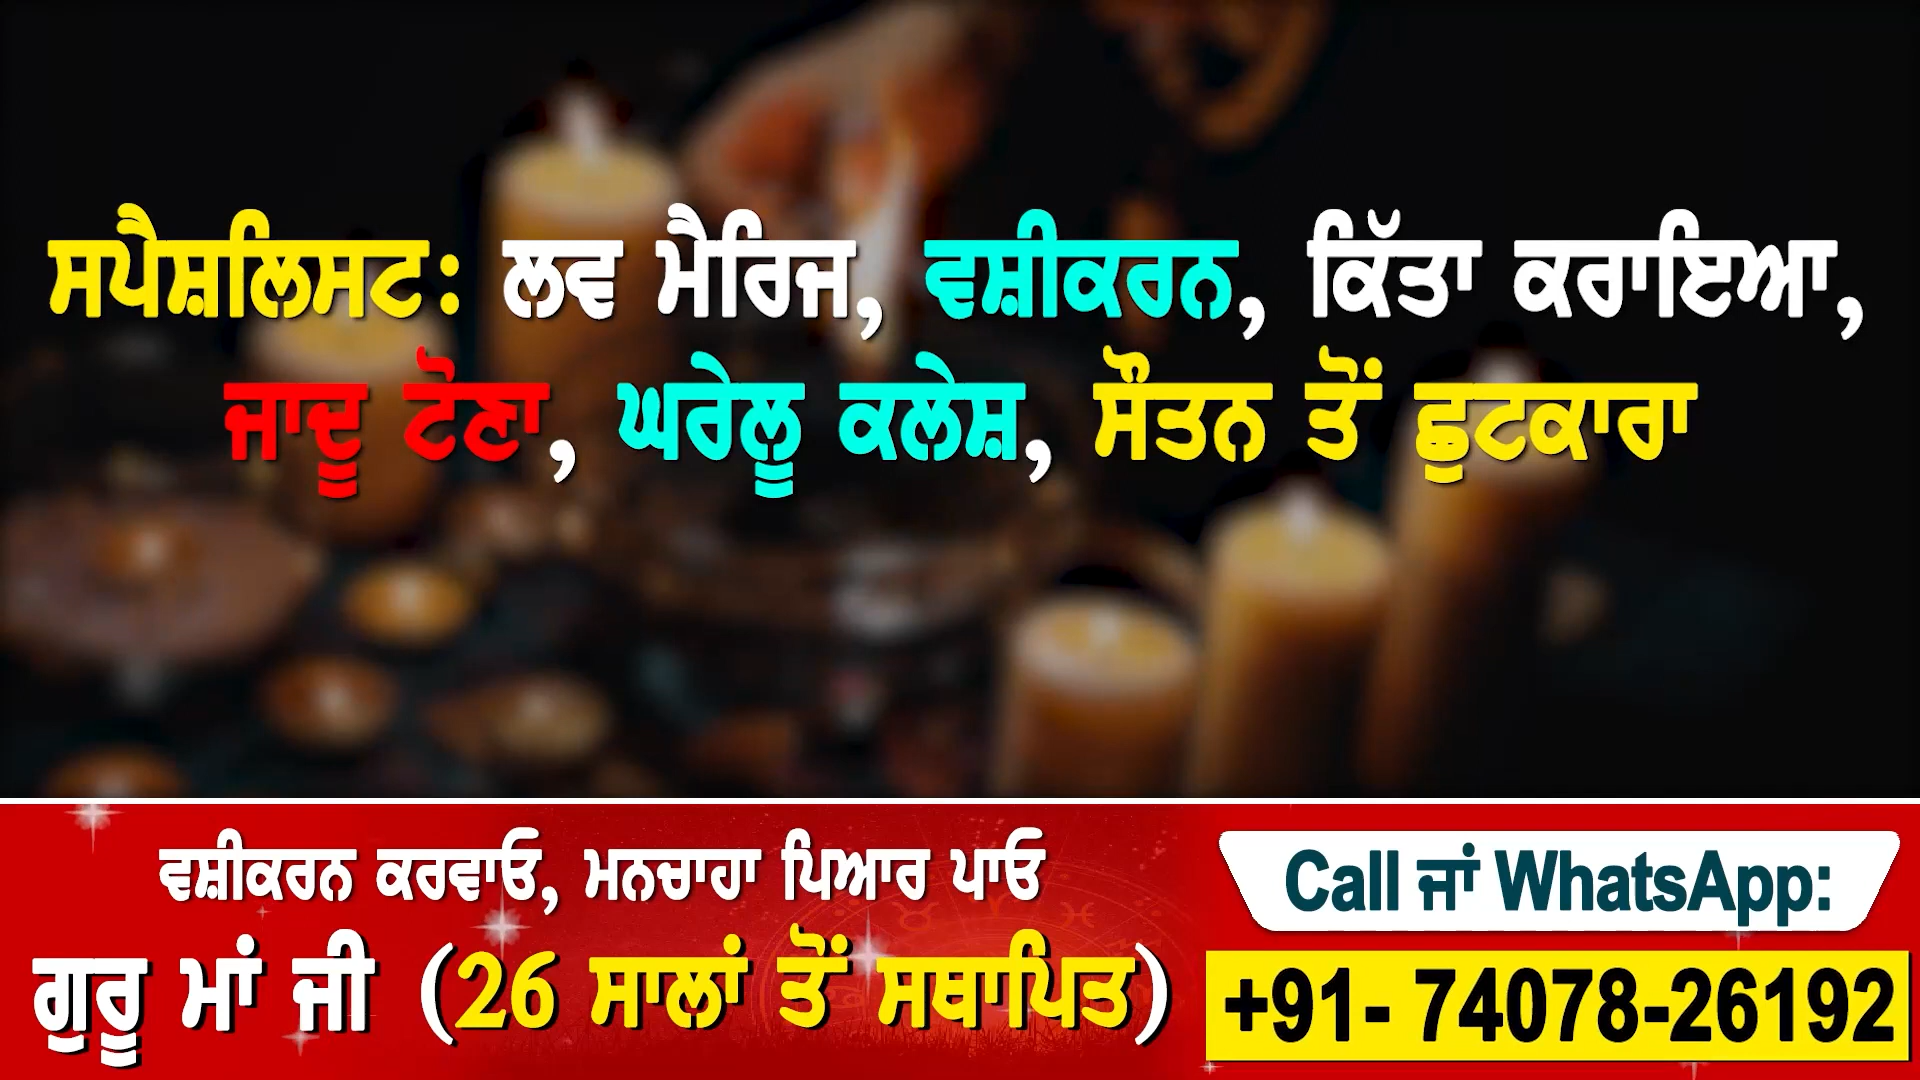 ਸਪੈਸ਼ਲਿਸਟ: ਲਵ ਮੈਰਿਜ, ਵਸ਼ੀਕਰਨ, ਕਿੱਤਾ ਕਰਾਇਆ,
ਜਾਦੂ ਟੋਣਾ, ਘਰੇਲੂ ਕਲੇਸ਼, ਸੌਤਨ ਤੋਂ ਛੁਟਕਾਰਾ
ਵਸ਼ੀਕਰਨ ਕਰਵਾਓ, ਮਨਚਾਹਾ ਪਿਆਰ ਪਾਓ
ਗੁਰੂ ਮਾਂ ਜੀ (26 ਸਾਲਾਂ ਤੋਂ ਸਥਾਪਿਤ)
Call ਜਾਂ WhatsApp:
+91- 74078-26192